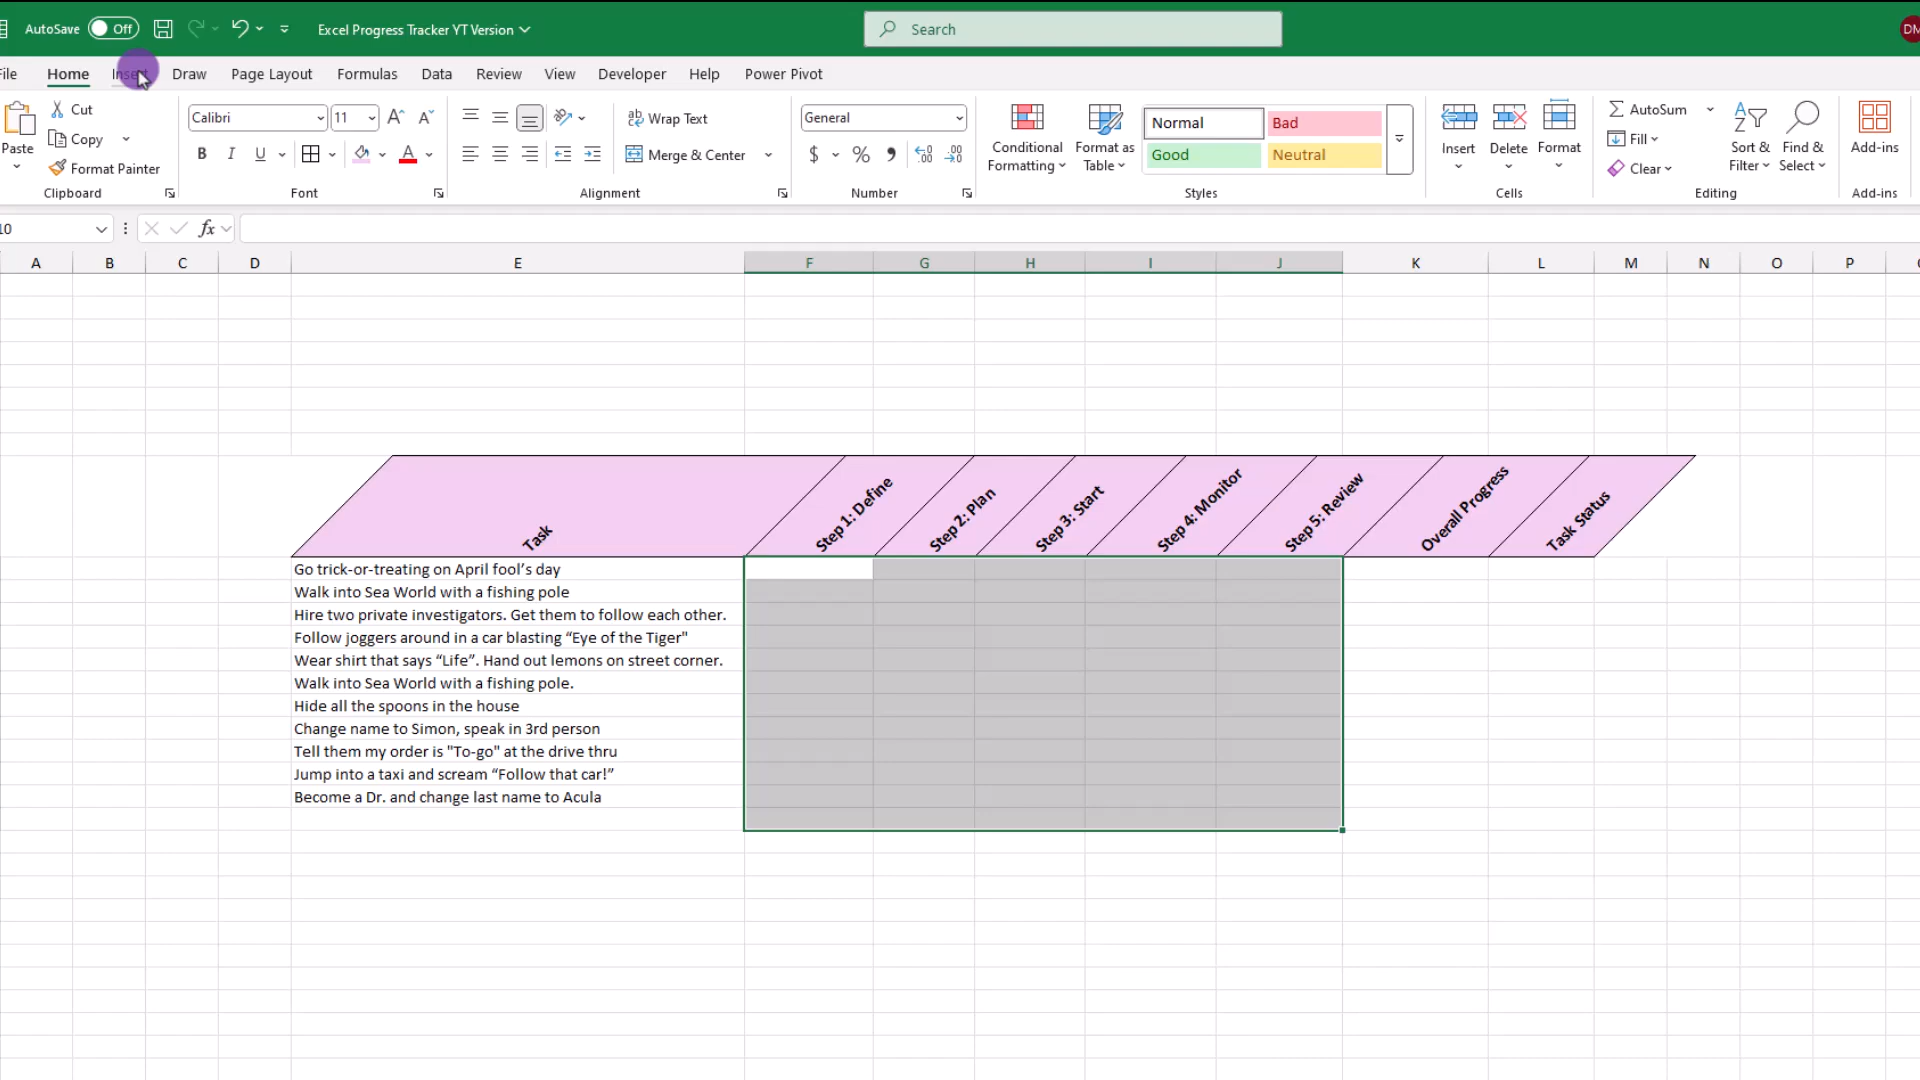 AutoSave Off Excel Progress Tracker YT Version Search DM
File Home Insert Draw Page Layout Formulas Data Review View Developer Help Power Pivot
Paste
Cut
Copy
Format Painter
Clipboard
Calibri 11
B I U
Font
Wrap Text
Merge & Center
Alignment
General
$ % ,
Number
Conditional Formatting
Format as Table
Normal Bad
Good Neutral
Styles
Insert Delete Format
Cells
AutoSum
Fill
Clear
Sort & Filter
Find & Select
Editing
Add-ins
Add-ins
10 fx
A B C D E F G H I J K L M N O P
Task Step 1: Define Step 2: Plan Step 3: Start Step 4: Monitor Step 5: Review Overall Progress Task Status
Go trick-or-treating on April fool’s day
Walk into Sea World with a fishing pole
Hire two private investigators. Get them to follow each other.
Follow joggers around in a car blasting “Eye of the Tiger"
Wear shirt that says “Life”. Hand out lemons on street corner.
Walk into Sea World with a fishing pole.
Hide all the spoons in the house
Change name to Simon, speak in 3rd person
Tell them my order is "To-go" at the drive thru
Jump into a taxi and scream “Follow that car!”
Become a Dr. and change last name to Acula